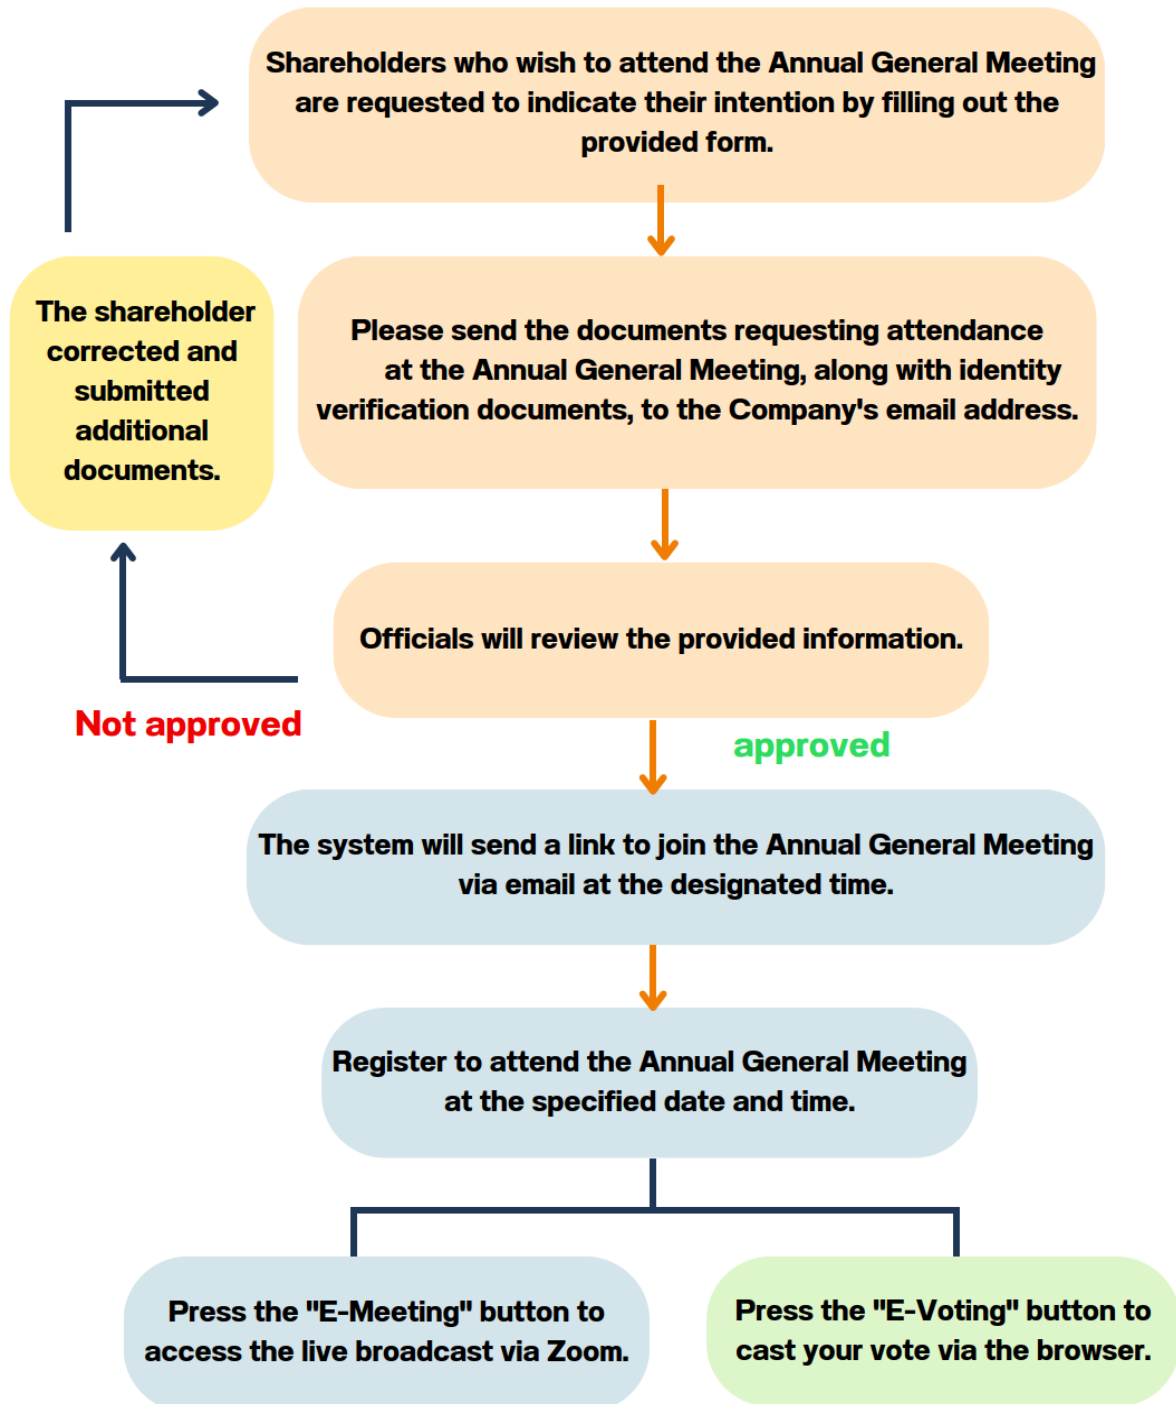 Shareholders who wish to attend the Annual General Meeting
are requested to indicate their intention by filling out the
provided form.
The shareholder
corrected and
submitted
additional
documents.
Please send the documents requesting attendance
at the Annual General Meeting, along with identity
verification documents, to the Company's email address.
Officials will review the provided information.
Not approved
approved
The system will send a link to join the Annual General Meeting
via email at the designated time.
Register to attend the Annual General Meeting
at the specified date and time.
Press the "E-Meeting" button to
access the live broadcast via Zoom.
Press the "E-Voting" button to
cast your vote via the browser.